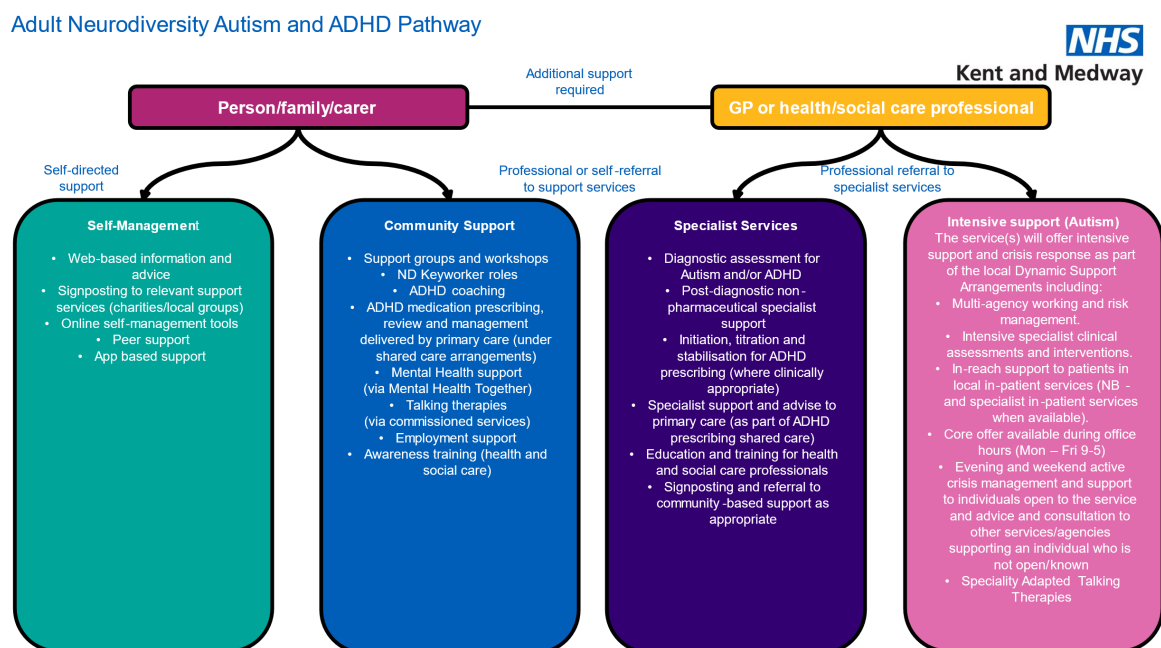 Adult Neurodiversity Autism and ADHD Pathway
NHS
Kent and Medway
Additional support
required
Person/family/carer
GP or health/social care professional
Self-directed
support
Professional or self-referral
to support services
Professional referral to
specialist services
Self-Management
• Web-based information and
advice
• Signposting to relevant support
services (charities/local groups)
• Online self-management tools
• Peer support
• App based support
Community Support
• Support groups and workshops
• ND Keyworker roles
• ADHD coaching
• ADHD medication prescribing,
review and management
delivered by primary care (under
shared care arrangements)
• Mental Health support
(via Mental Health Together)
• Talking therapies
(via commissioned services)
• Employment support
• Awareness training (health and
social care)
Specialist Services
• Diagnostic assessment for
Autism and/or ADHD
• Post-diagnostic non-
pharmaceutical specialist
support
• Initiation, titration and
stabilisation for ADHD
prescribing (where clinically
appropriate)
• Specialist support and advise to
primary care (as part of ADHD
prescribing shared care)
• Education and training for health
and social care professionals
• Signposting and referral to
community-based support as
appropriate
Intensive support (Autism)
The service(s) will offer intensive
support and crisis response as part
of the local Dynamic Support
Arrangements including:
• Multi-agency working and risk
management.
• Intensive specialist clinical
assessments and interventions.
• In-reach support to patients in
local in-patient services (NB -
and specialist in-patient services
when available).
• Core offer available during office
hours (Mon – Fri 9-5)
• Evening and weekend active
crisis management and support
to individuals open to the service
and advice and consultation to
other services/agencies
supporting an individual who is
not open/known
• Speciality Adapted Talking
Therapies